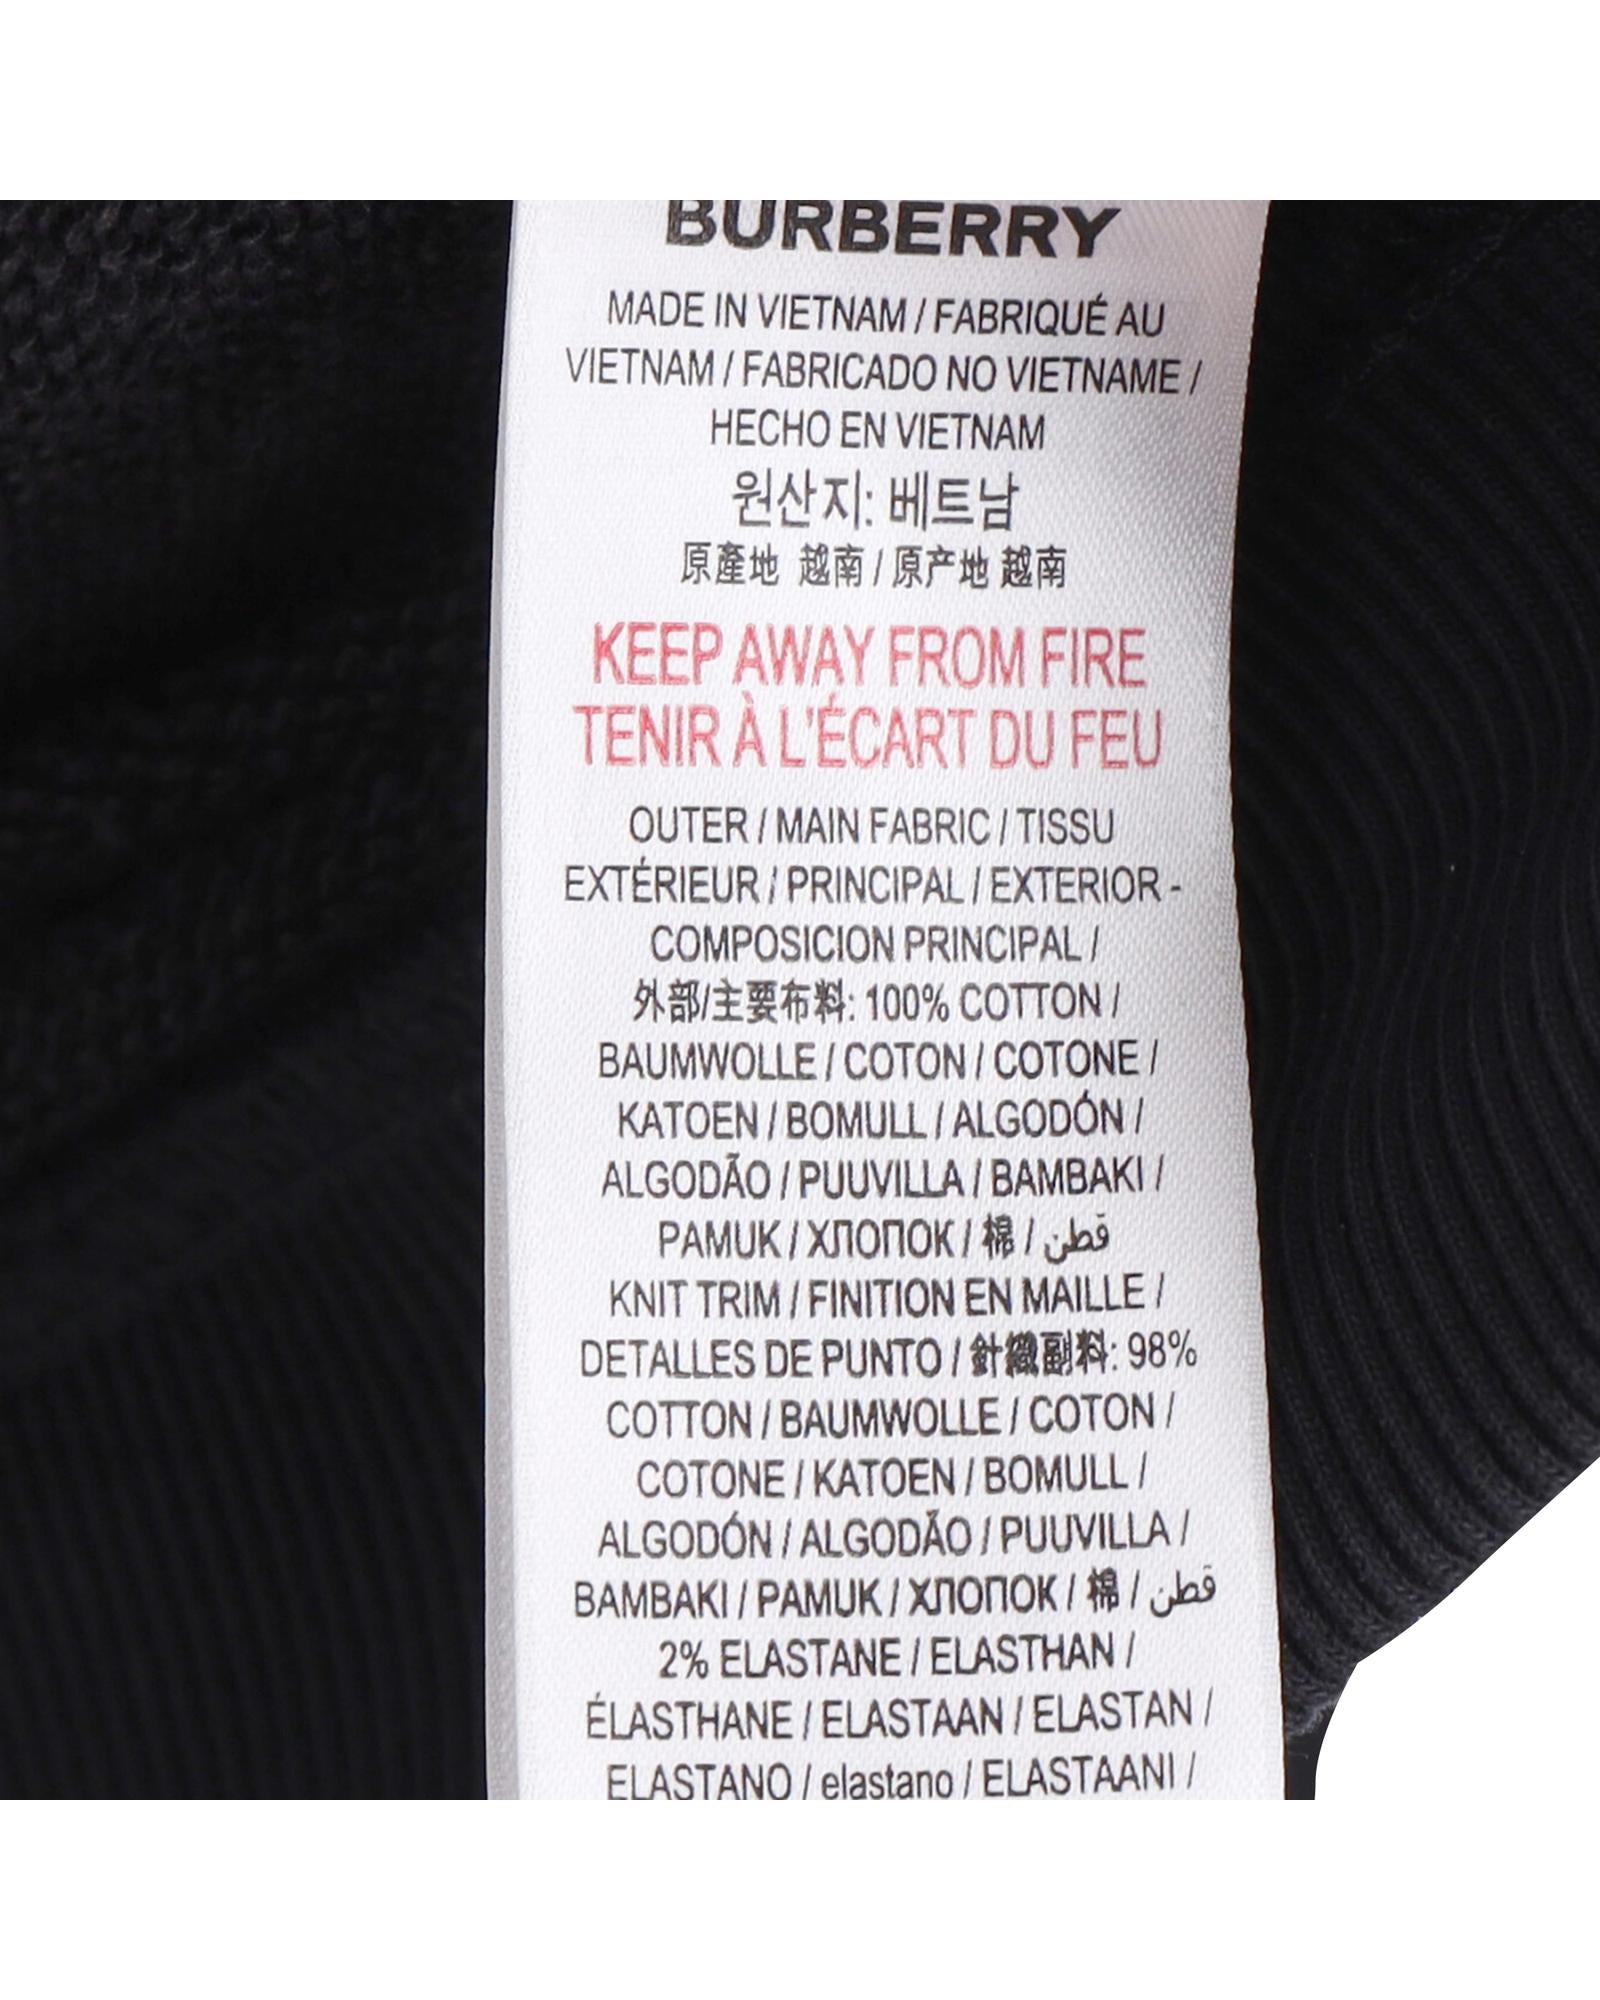 BURBERRY
MADE IN VIETNAM / FABRIQUÉ AU
VIETNAM / FABRICADO NO VIETNAME /
HECHO EN VIETNAM
원산지: 베트남
原產地 越南 / 原产地 越南
KEEP AWAY FROM FIRE
TENIR À L'ÉCART DU FEU
OUTER / MAIN FABRIC / TISSU
EXTÉRIEUR / PRINCIPAL / EXTERIOR -
COMPOSICION PRINCIPAL /
外部/主要布料: 100% COTTON /
BAUMWOLLE / COTON / COTONE /
KATOEN / BOMULL / ALGODÓN /
ALGODÃO / PUUVILLA / BAMBAKI /
PAMUK / ХЛОПОК / 棉 / قطن
KNIT TRIM / FINITION EN MAILLE /
DETALLES DE PUNTO / 針織副料: 98%
COTTON / BAUMWOLLE / COTON /
COTONE / KATOEN / BOMULL /
ALGODÓN / ALGODÃO / PUUVILLA /
BAMBAKI / PAMUK / ХЛОПОК / 棉 / قطن
2% ELASTANE / ELASTHAN /
ÉLASTHANE / ELASTAAN / ELASTAN /
ELASTANO / elastano / ELASTAANI /